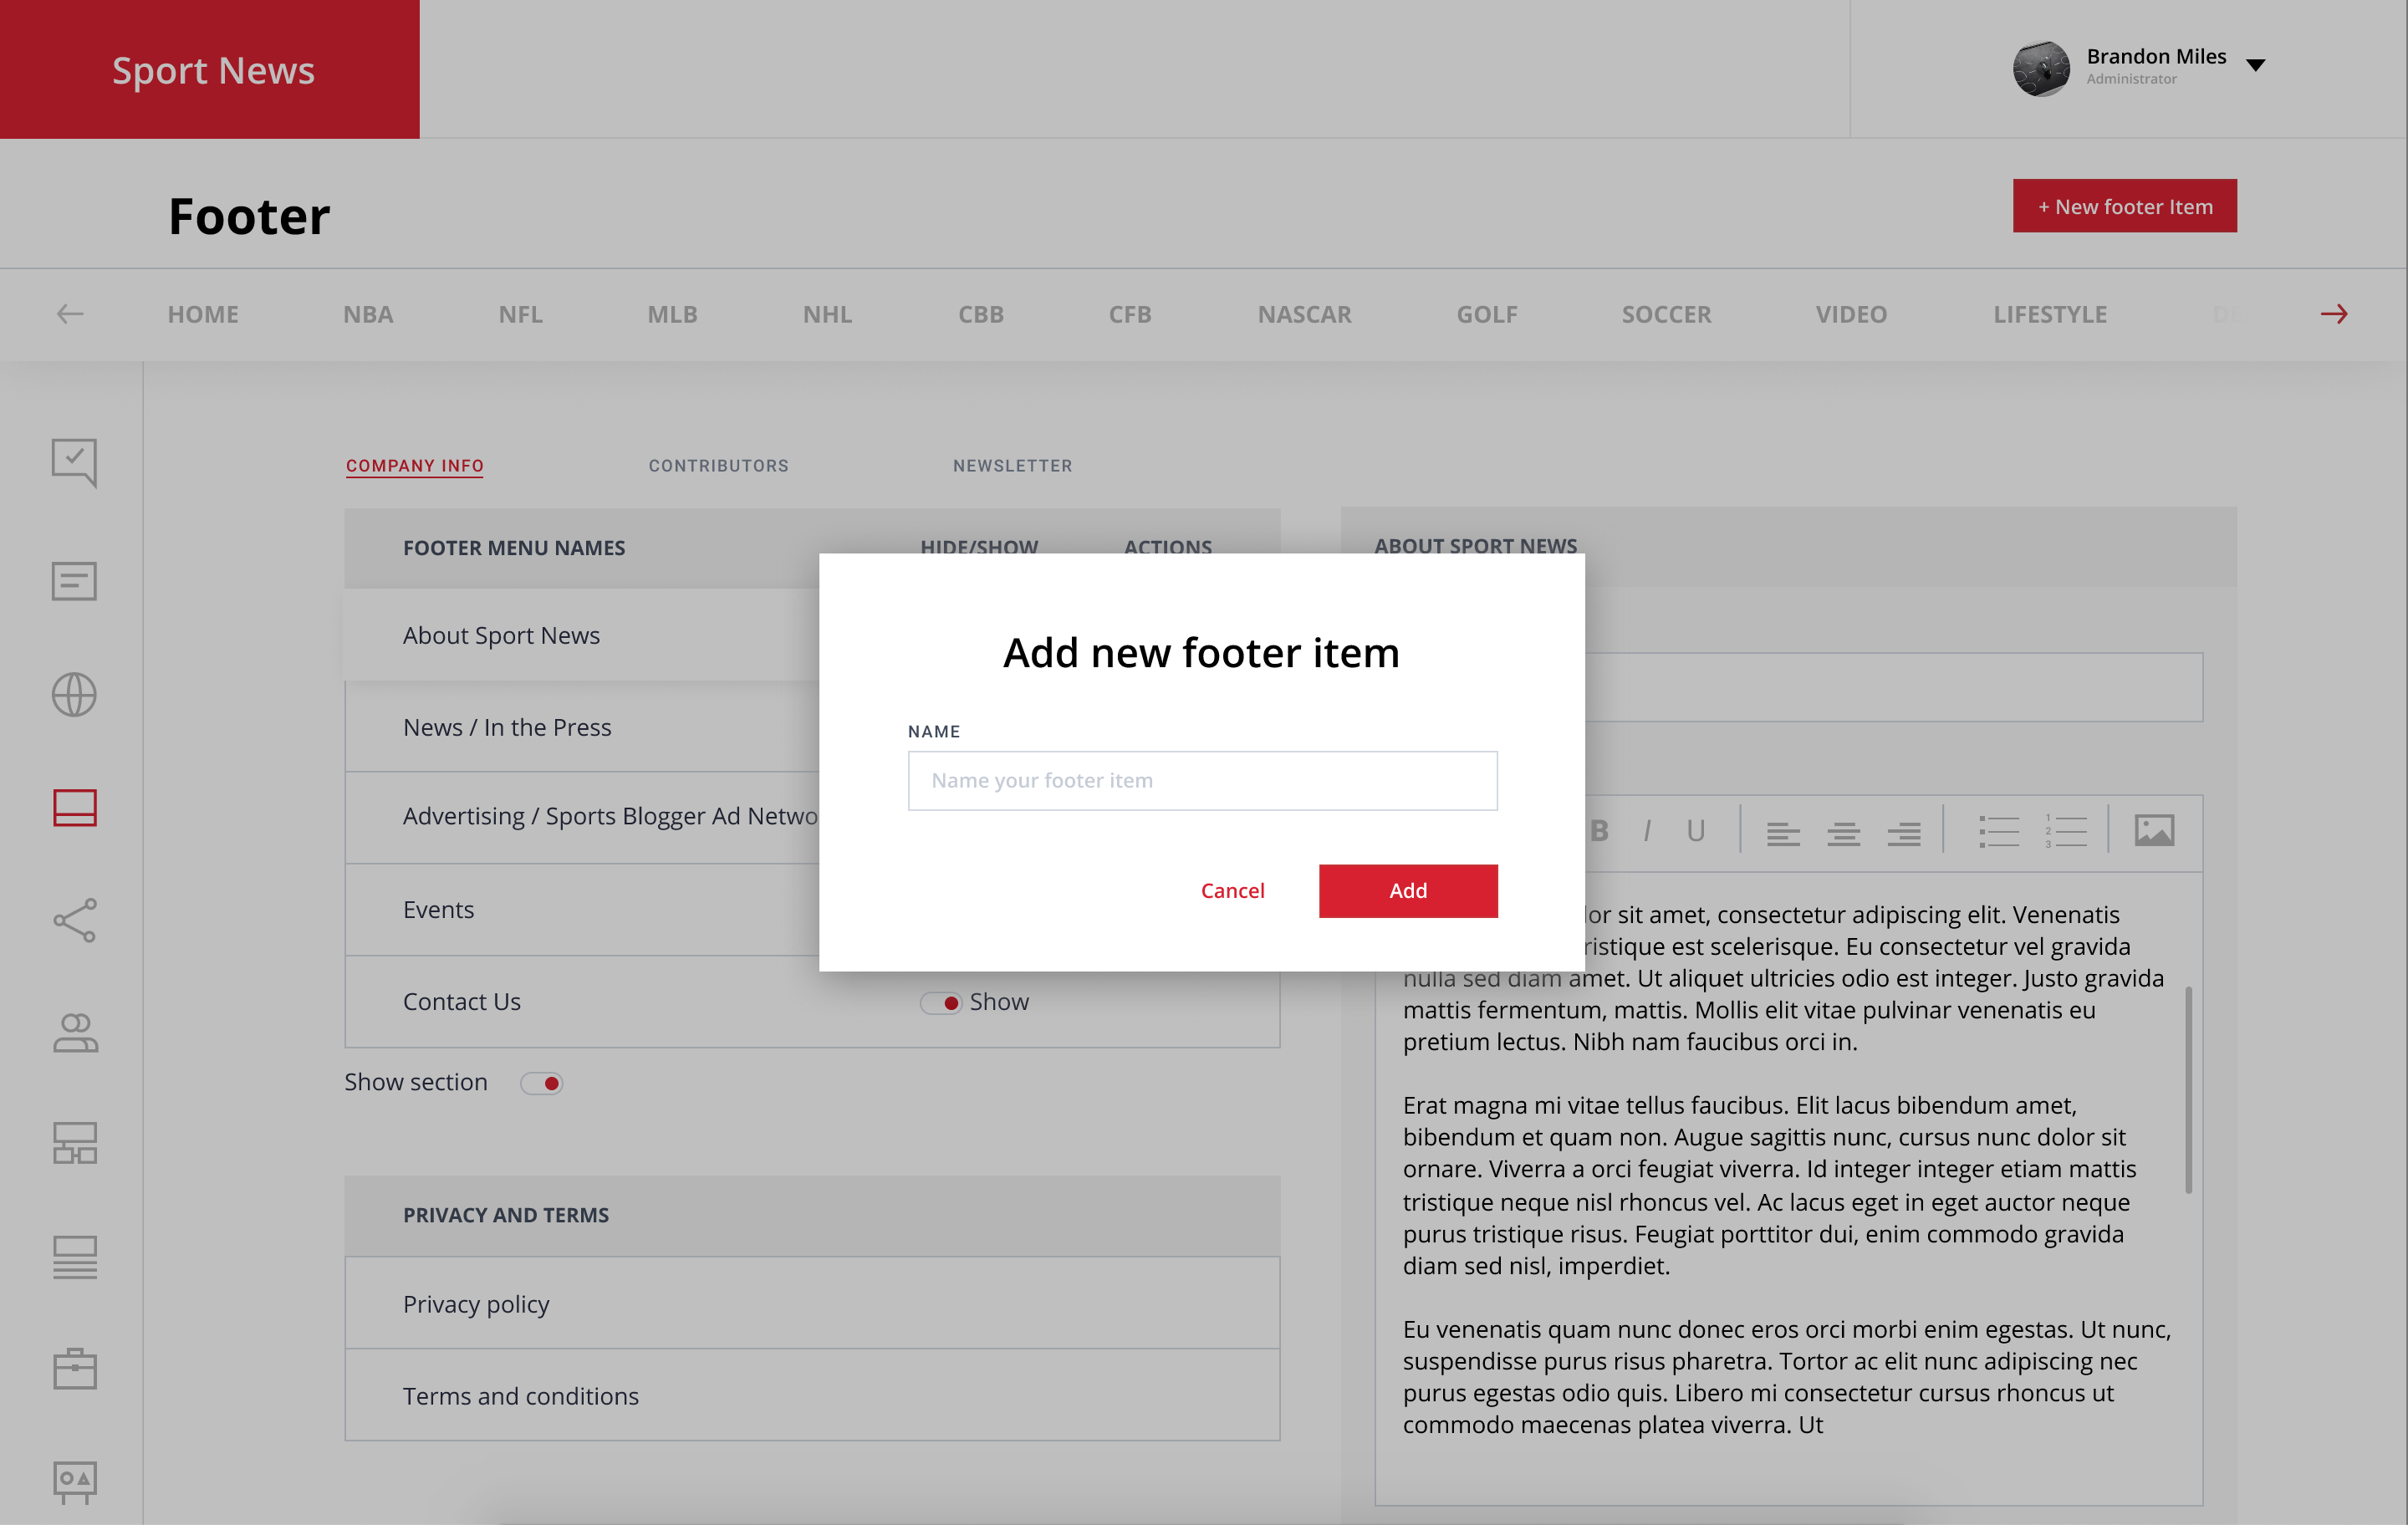 Sport News
Brandon Miles
Administrator
Footer
+ New footer Item
HOME NBA NFL MLB NHL CBB CFB NASCAR GOLF SOCCER VIDEO LIFESTYLE
COMPANY INFO CONTRIBUTORS NEWSLETTER
FOOTER MENU NAMES HIDE/SHOW ACTIONS
About Sport News
News / In the Press
Advertising / Sports Blogger Ad
Events
Contact Us Show
Show section
PRIVACY AND TERMS
Privacy policy
Terms and conditions
Add new footer item
NAME
Name your footer item
Cancel Add
ABOUT SPORT NEWS
B I U
1
2
3
sit amet, consectetur adipiscing elit. Venenatis
est scelerisque. Eu consectetur vel gravida
nulla sed diam amet. Ut aliquet ultricies odio est integer. Justo gravida
mattis fermentum, mattis. Mollis elit vitae pulvinar venenatis eu
pretium lectus. Nibh nam faucibus orci in.
Erat magna mi vitae tellus faucibus. Elit lacus bibendum amet,
bibendum et quam non. Augue sagittis nunc, cursus nunc dolor sit
ornare. Viverra a orci feugiat viverra. Id integer integer etiam mattis
tristique neque nisl rhoncus vel. Ac lacus eget in eget auctor neque
purus tristique risus. Feugiat porttitor dui, enim commodo gravida
diam sed nisl, imperdiet.
Eu venenatis quam nunc donec eros orci morbi enim egestas. Ut nunc,
suspendisse purus risus pharetra. Tortor ac elit nunc adipiscing nec
purus egestas odio quis. Libero mi consectetur cursus rhoncus ut
commodo maecenas platea viverra. Ut